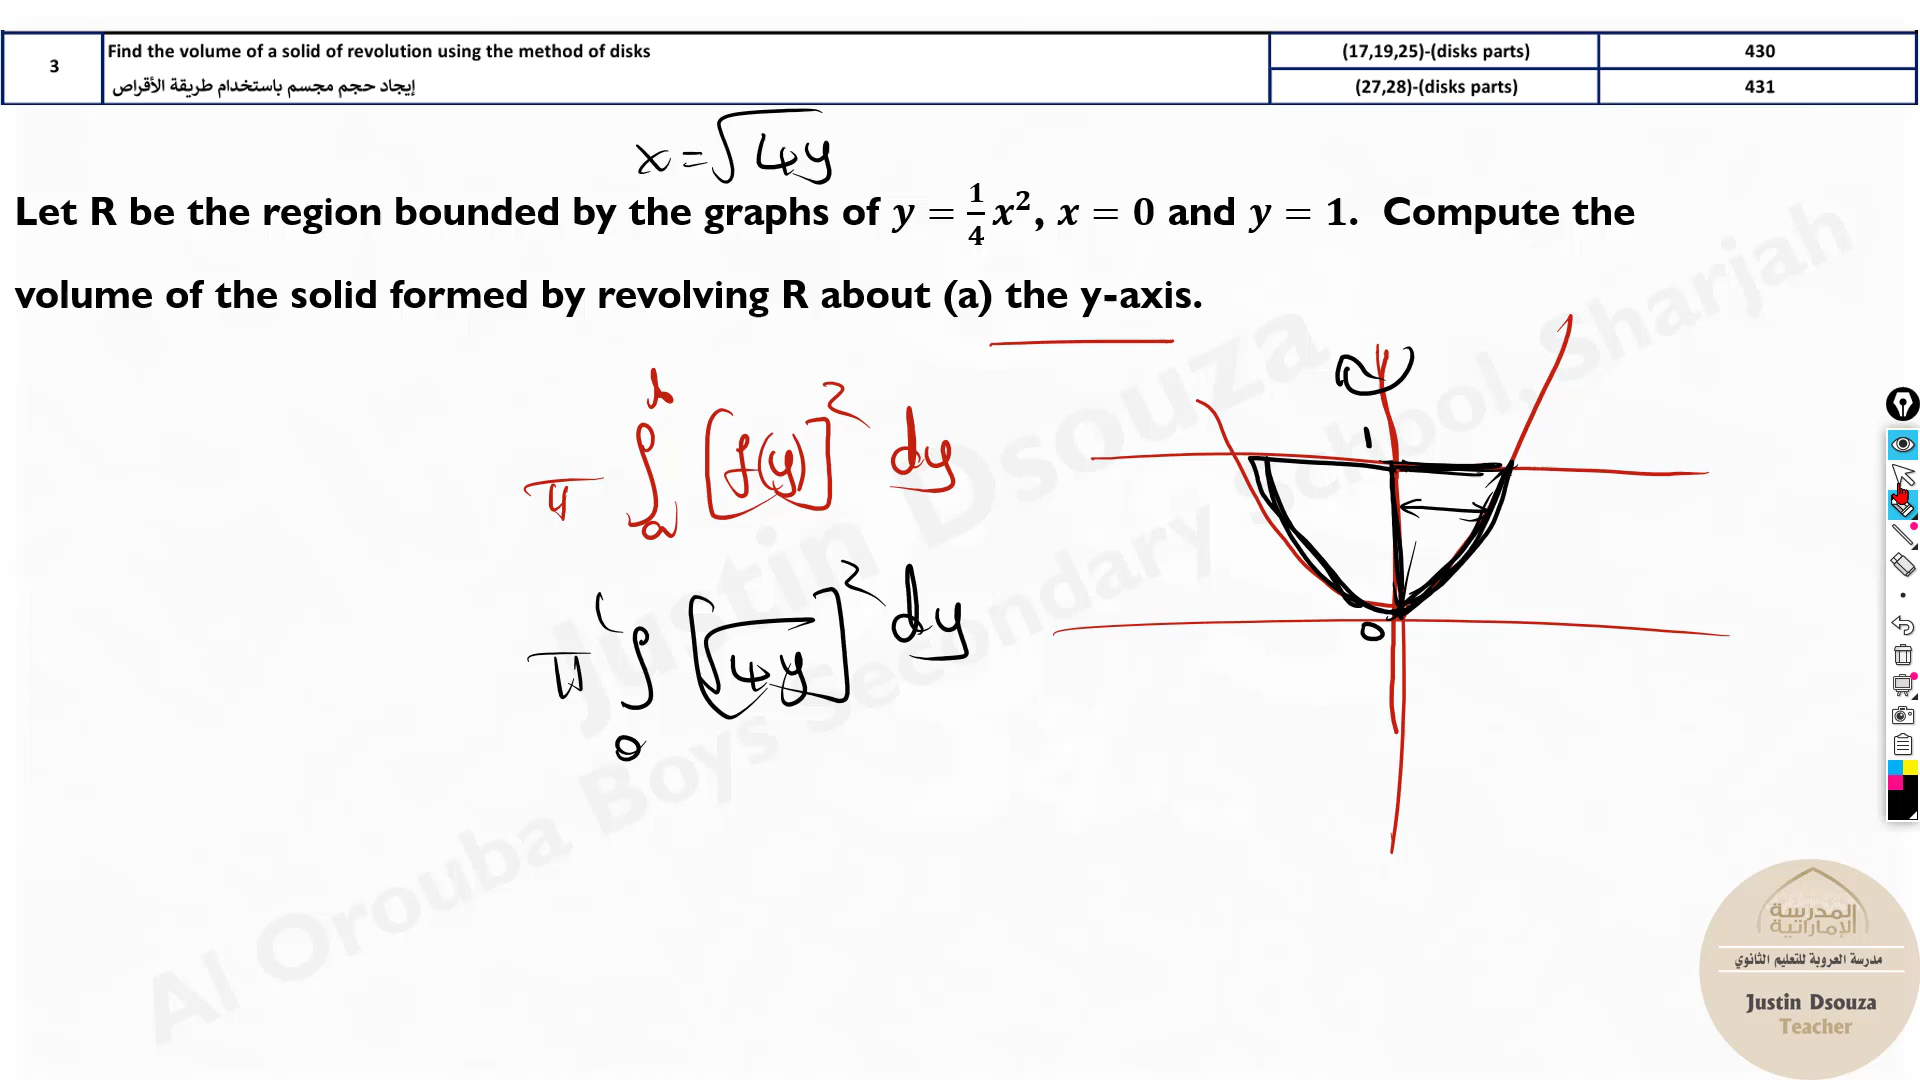 3
Find the volume of a solid of revolution using the method of disks
إيجاد حجم مجسم باستخدام طريقة الأقراص
(17,19,25)-(disks parts)
430
(27,28)-(disks parts)
431
x = √4y
Let R be the region bounded by the graphs of y = 1/4 x², x = 0 and y = 1. Compute the
volume of the solid formed by revolving R about (a) the y-axis.
π ∫ₐᵇ [f(y)]² dy
π ∫₀¹ [√4y]² dy
1
0
Justin Dsouza
Al Orouba Boys Secondary School, Sharjah
المدرسة
الإماراتية
مدرسة العروبة للتعليم الثانوي
Justin Dsouza
Teacher